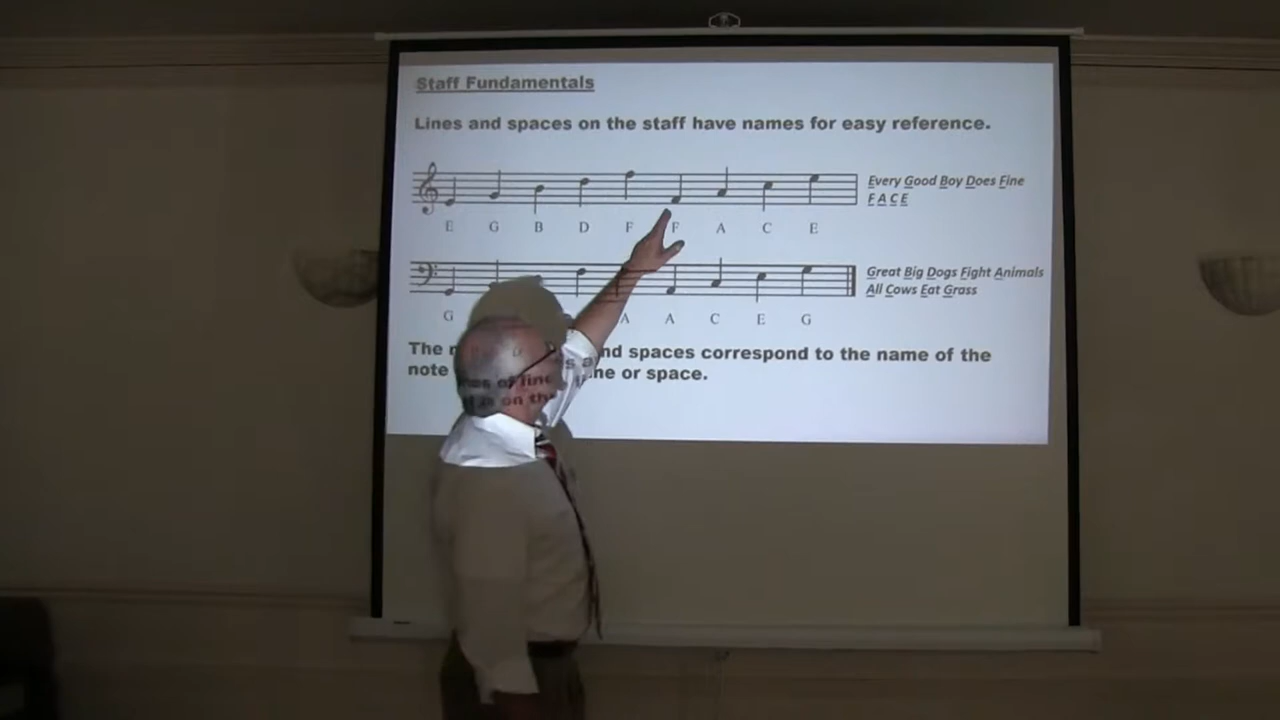 Staff Fundamentals
Lines and spaces on the staff have names for easy reference.
Every Good Boy Does Fine
F A C E
E G B D F F A C E
Great Big Dogs Fight Animals
All Cows Eat Grass
G A A C E G
The nd spaces correspond to the name of the
note ne or space.